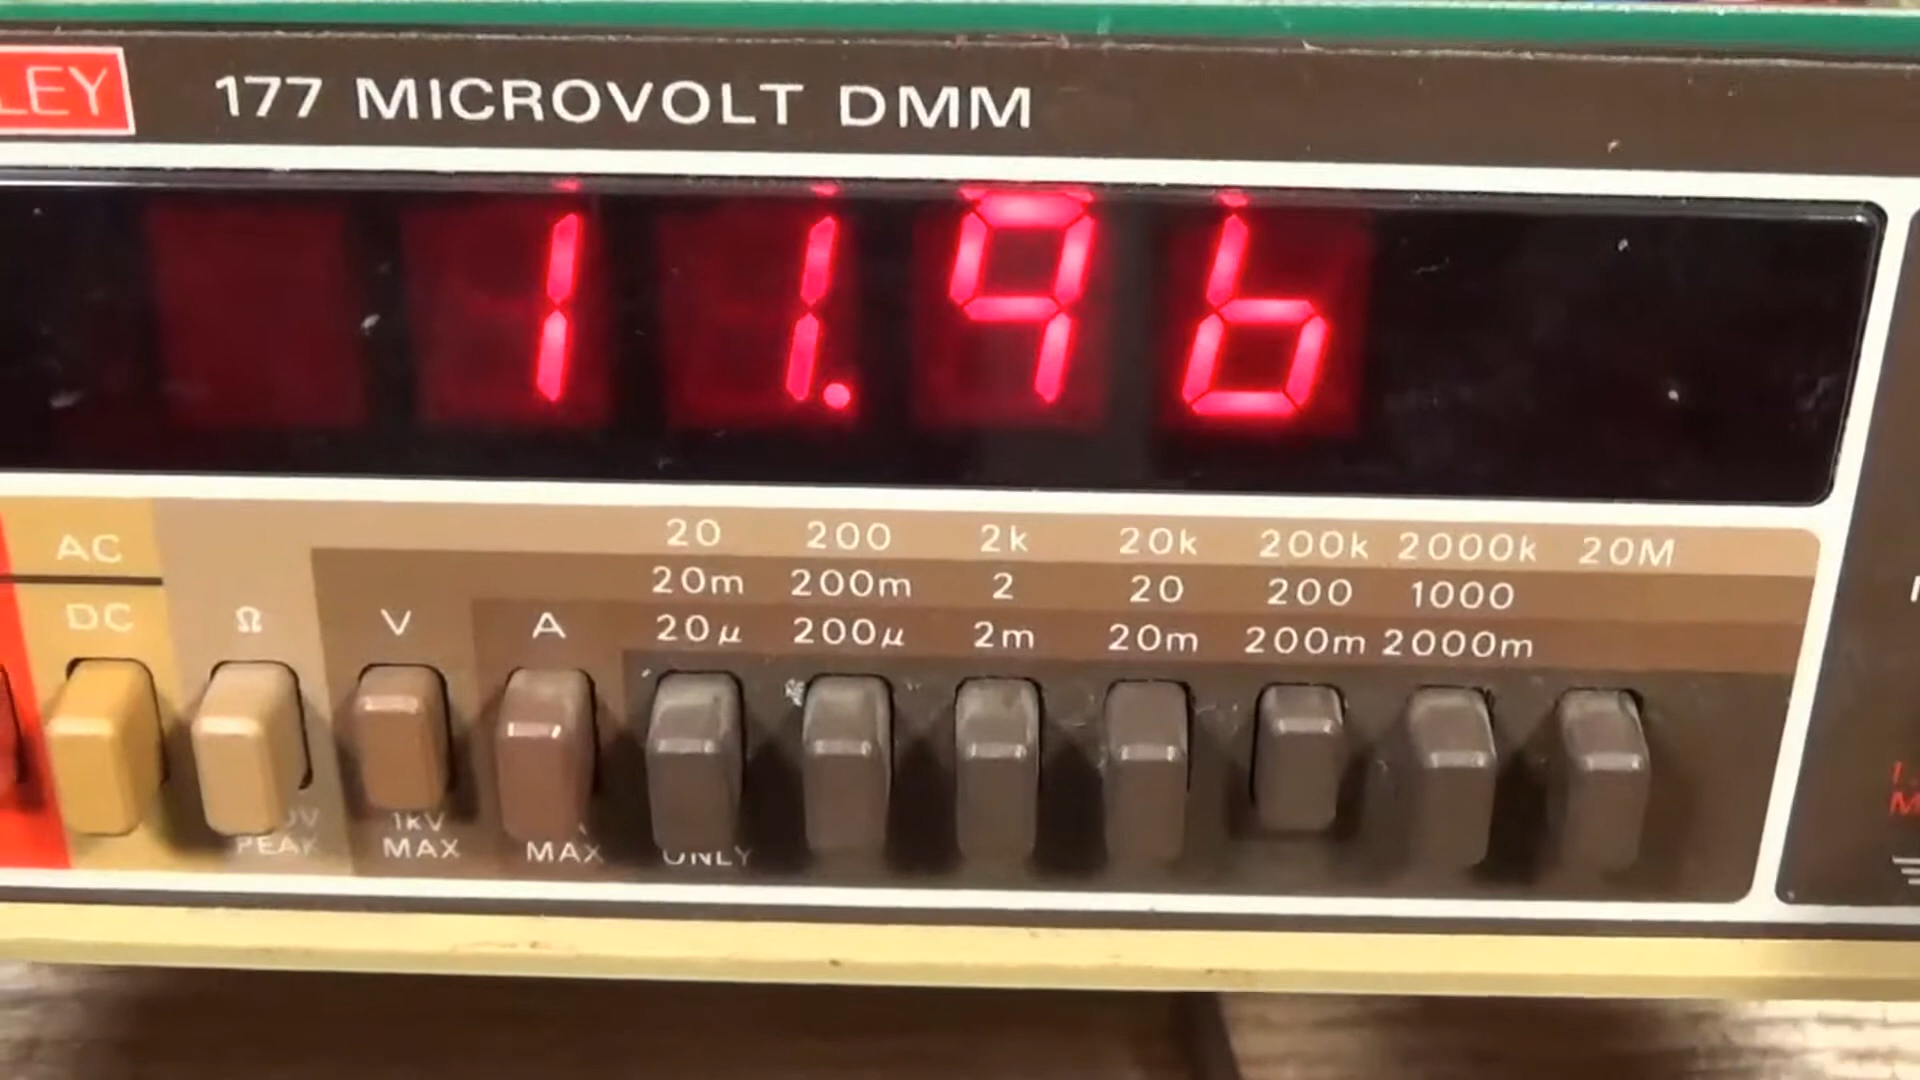 LEY 177 MICROVOLT DMM
11.96
AC 20 200 2k 20k 200k 2000k 20M
20m 200m 2 20 200 1000
DC Ω V A 20μ 200μ 2m 20m 200m 2000m
1kV
PEAK MAX MAX ONLY